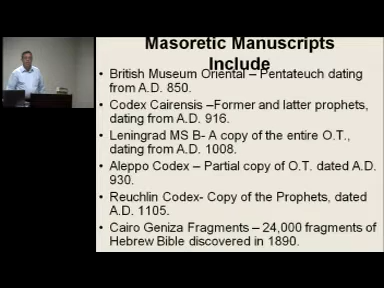 Masoretic Manuscripts
Include
• British Museum Oriental – Pentateuch dating
from A.D. 850.
• Codex Cairensis –Former and latter prophets,
dating from A.D. 916.
• Leningrad MS B- A copy of the entire O.T.,
dating from A.D. 1008.
• Aleppo Codex – Partial copy of O.T. dated A.D.
930.
• Reuchlin Codex- Copy of the Prophets, dated
A.D. 1105.
• Cairo Geniza Fragments – 24,000 fragments of
Hebrew Bible discovered in 1890.